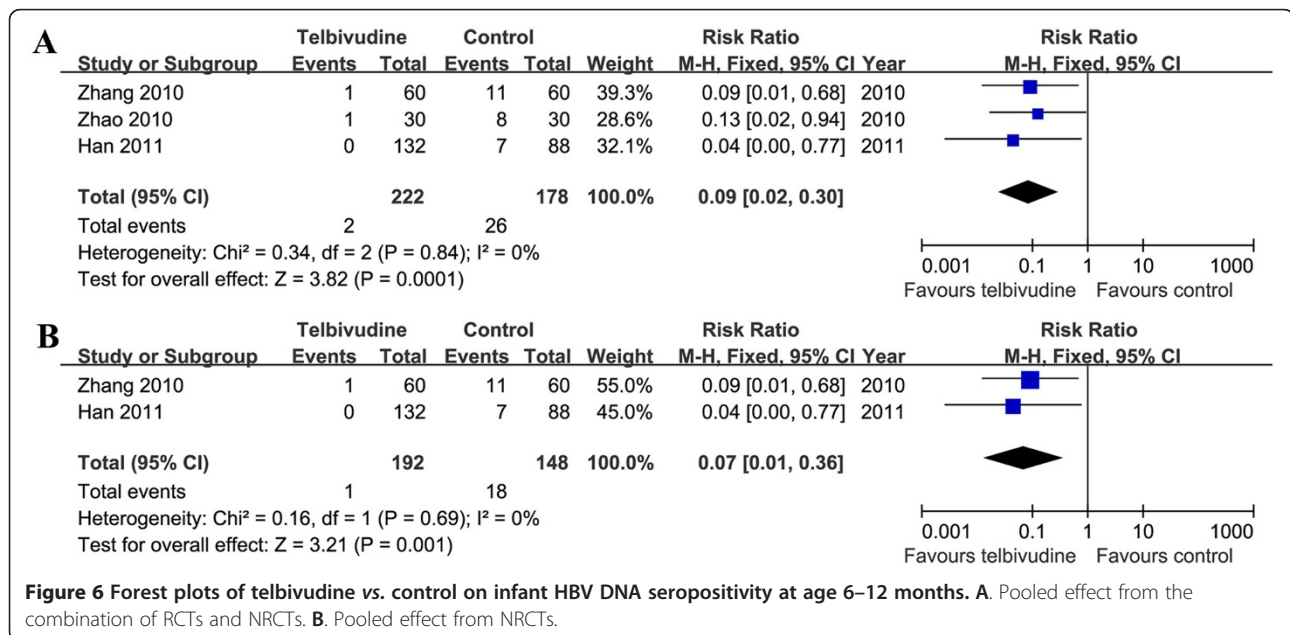 A
Telbivudine Control Risk Ratio Risk Ratio
Study or Subgroup Events Total Events Total Weight M-H, Fixed, 95% CI Year M-H, Fixed, 95% CI
Zhang 2010 1 60 11 60 39.3% 0.09 [0.01, 0.68] 2010
Zhao 2010 1 30 8 30 28.6% 0.13 [0.02, 0.94] 2010
Han 2011 0 132 7 88 32.1% 0.04 [0.00, 0.77] 2011
Total (95% CI) 222 178 100.0% 0.09 [0.02, 0.30]
Total events 2 26
Heterogeneity: Chi² = 0.34, df = 2 (P = 0.84); I² = 0%
Test for overall effect: Z = 3.82 (P = 0.0001)
0.001 0.1 1 10 1000
Favours telbivudine Favours control
B
Telbivudine Control Risk Ratio Risk Ratio
Study or Subgroup Events Total Events Total Weight M-H, Fixed, 95% CI Year M-H, Fixed, 95% CI
Zhang 2010 1 60 11 60 55.0% 0.09 [0.01, 0.68] 2010
Han 2011 0 132 7 88 45.0% 0.04 [0.00, 0.77] 2011
Total (95% CI) 192 148 100.0% 0.07 [0.01, 0.36]
Total events 1 18
Heterogeneity: Chi² = 0.16, df = 1 (P = 0.69); I² = 0%
Test for overall effect: Z = 3.21 (P = 0.001)
0.001 0.1 1 10 1000
Favours telbivudine Favours control
Figure 6 Forest plots of telbivudine vs. control on infant HBV DNA seropositivity at age 6–12 months. A. Pooled effect from the
combination of RCTs and NRCTs. B. Pooled effect from NRCTs.